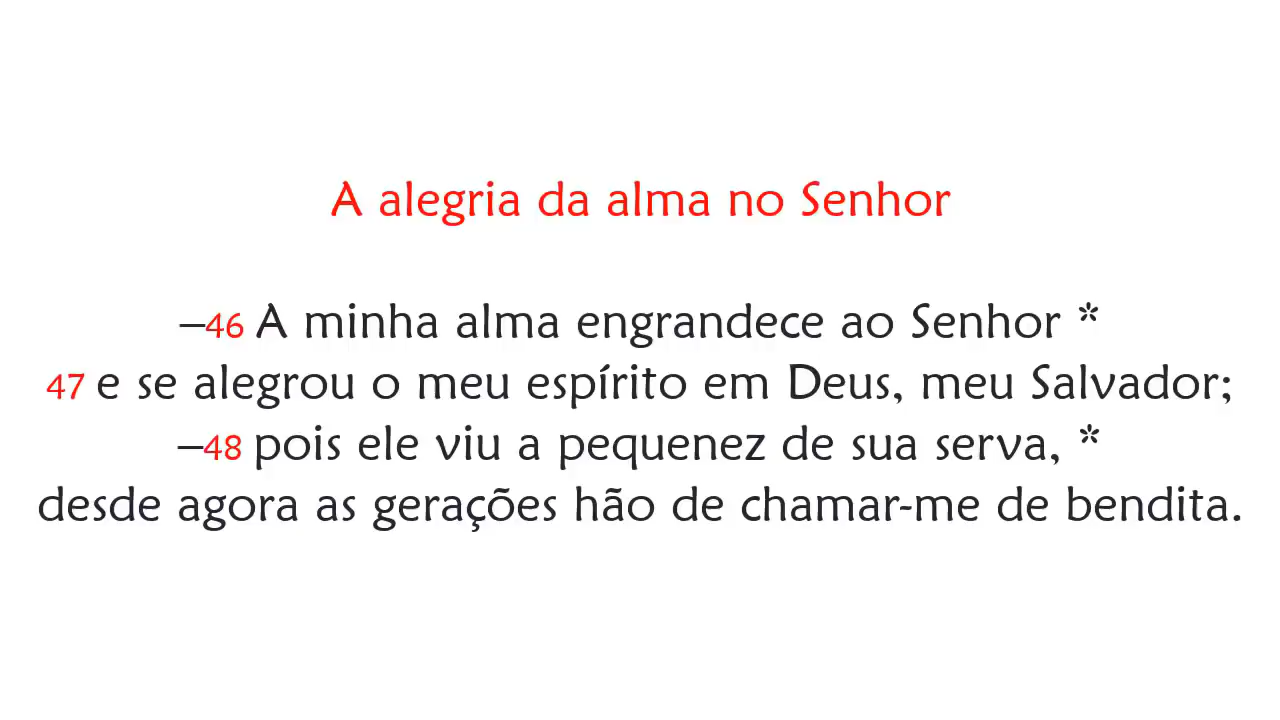 A alegria da alma no Senhor
–46 A minha alma engrandece ao Senhor *
47 e se alegrou o meu espírito em Deus, meu Salvador;
–48 pois ele viu a pequenez de sua serva, *
desde agora as gerações hão de chamar-me de bendita.